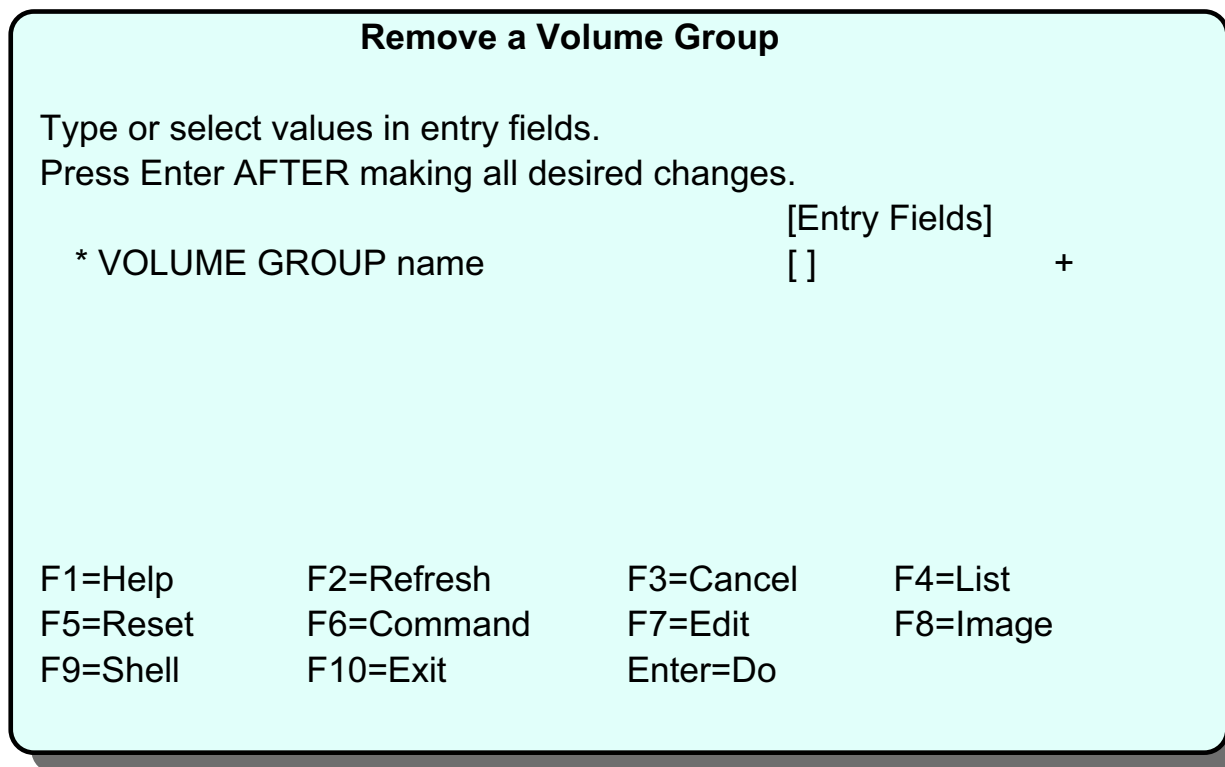 Remove a Volume Group
Type or select values in entry fields.
Press Enter AFTER making all desired changes.
[Entry Fields]
* VOLUME GROUP name [ ] +
F1=Help F2=Refresh F3=Cancel F4=List
F5=Reset F6=Command F7=Edit F8=Image
F9=Shell F10=Exit Enter=Do